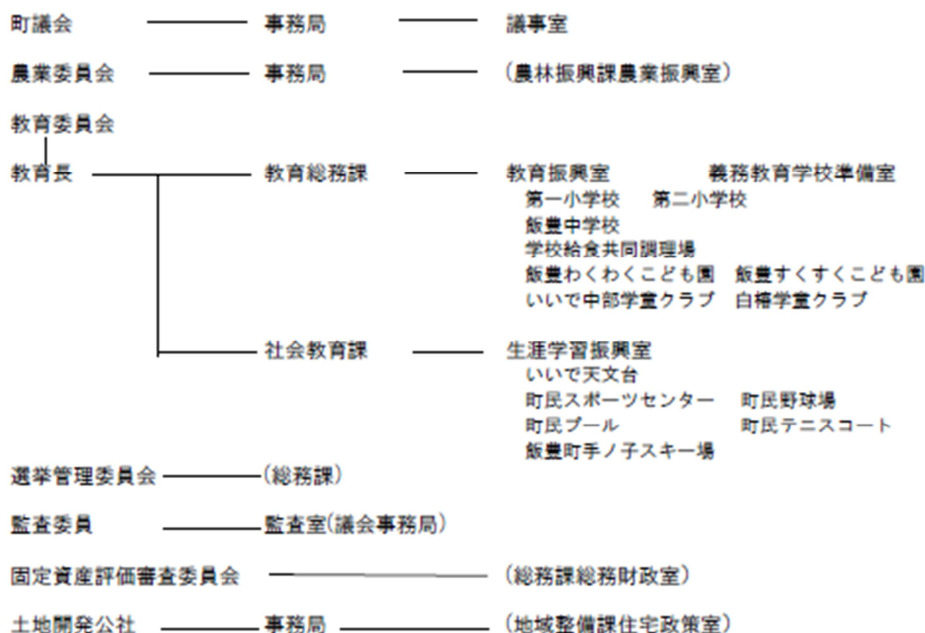 町議会 事務局 議事室
農業委員会 事務局 (農林振興課農業振興室)
教育委員会
教育長 教育総務課 教育振興室 義務教育学校準備室
第一小学校 第二小学校
飯豊中学校
学校給食共同調理場
飯豊わくわくこども園 飯豊すくすくこども園
いいで中部学童クラブ 白椿学童クラブ
社会教育課 生涯学習振興室
いいで天文台
町民スポーツセンター 町民野球場
町民プール 町民テニスコート
飯豊町手ノ子スキー場
選挙管理委員会 (総務課)
監査委員 監査室(議会事務局)
固定資産評価審査委員会 (総務課総務財政室)
土地開発公社 事務局 (地域整備課住宅政策室)